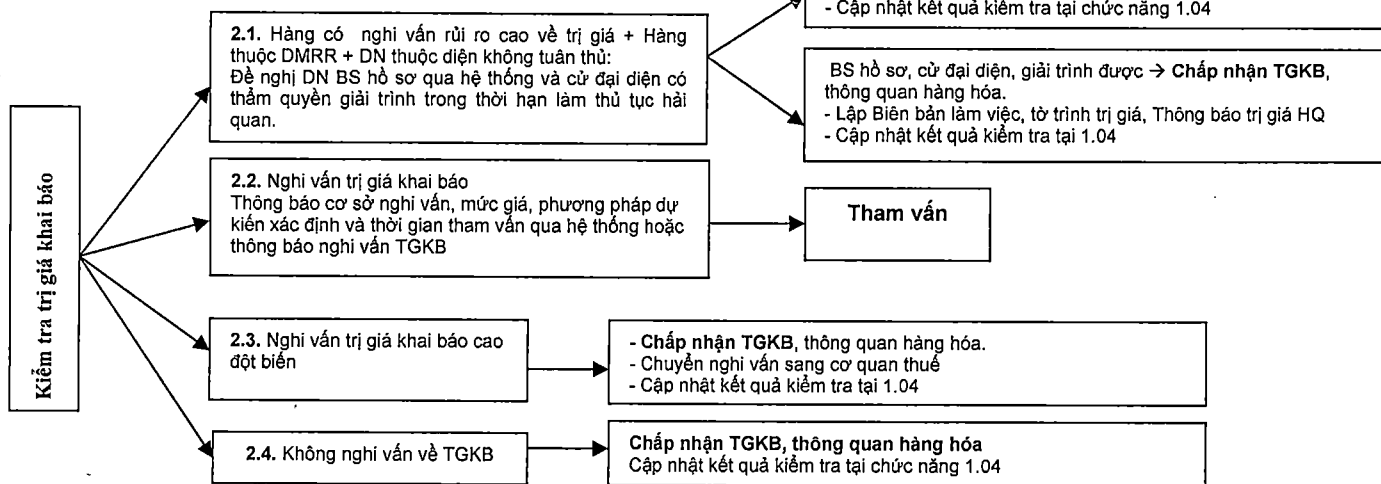 - Cập nhật kết quả kiểm tra tại chức năng 1.04
2.1. Hàng có nghi vấn rủi ro cao về trị giá + Hàng
thuộc DMRR + DN thuộc diện không tuân thủ:
Đề nghị DN BS hồ sơ qua hệ thống và cử đại diện có
thẩm quyền giải trình trong thời hạn làm thủ tục hải
quan.
BS hồ sơ, cử đại diện, giải trình được → Chấp nhận TGKB,
thông quan hàng hóa.
- Lập Biên bản làm việc, tờ trình trị giá, Thông báo trị giá HQ
- Cập nhật kết quả kiểm tra tại 1.04
Kiểm tra trị giá khai báo
2.2. Nghi vấn trị giá khai báo
Thông báo cơ sở nghi vấn, mức giá, phương pháp dự
kiến xác định và thời gian tham vấn qua hệ thống hoặc
thông báo nghi vấn TGKB
Tham vấn
2.3. Nghi vấn trị giá khai báo cao
đột biến
- Chấp nhận TGKB, thông quan hàng hóa.
- Chuyển nghi vấn sang cơ quan thuế
- Cập nhật kết quả kiểm tra tại 1.04
2.4. Không nghi vấn về TGKB
Chấp nhận TGKB, thông quan hàng hóa
Cập nhật kết quả kiểm tra tại chức năng 1.04